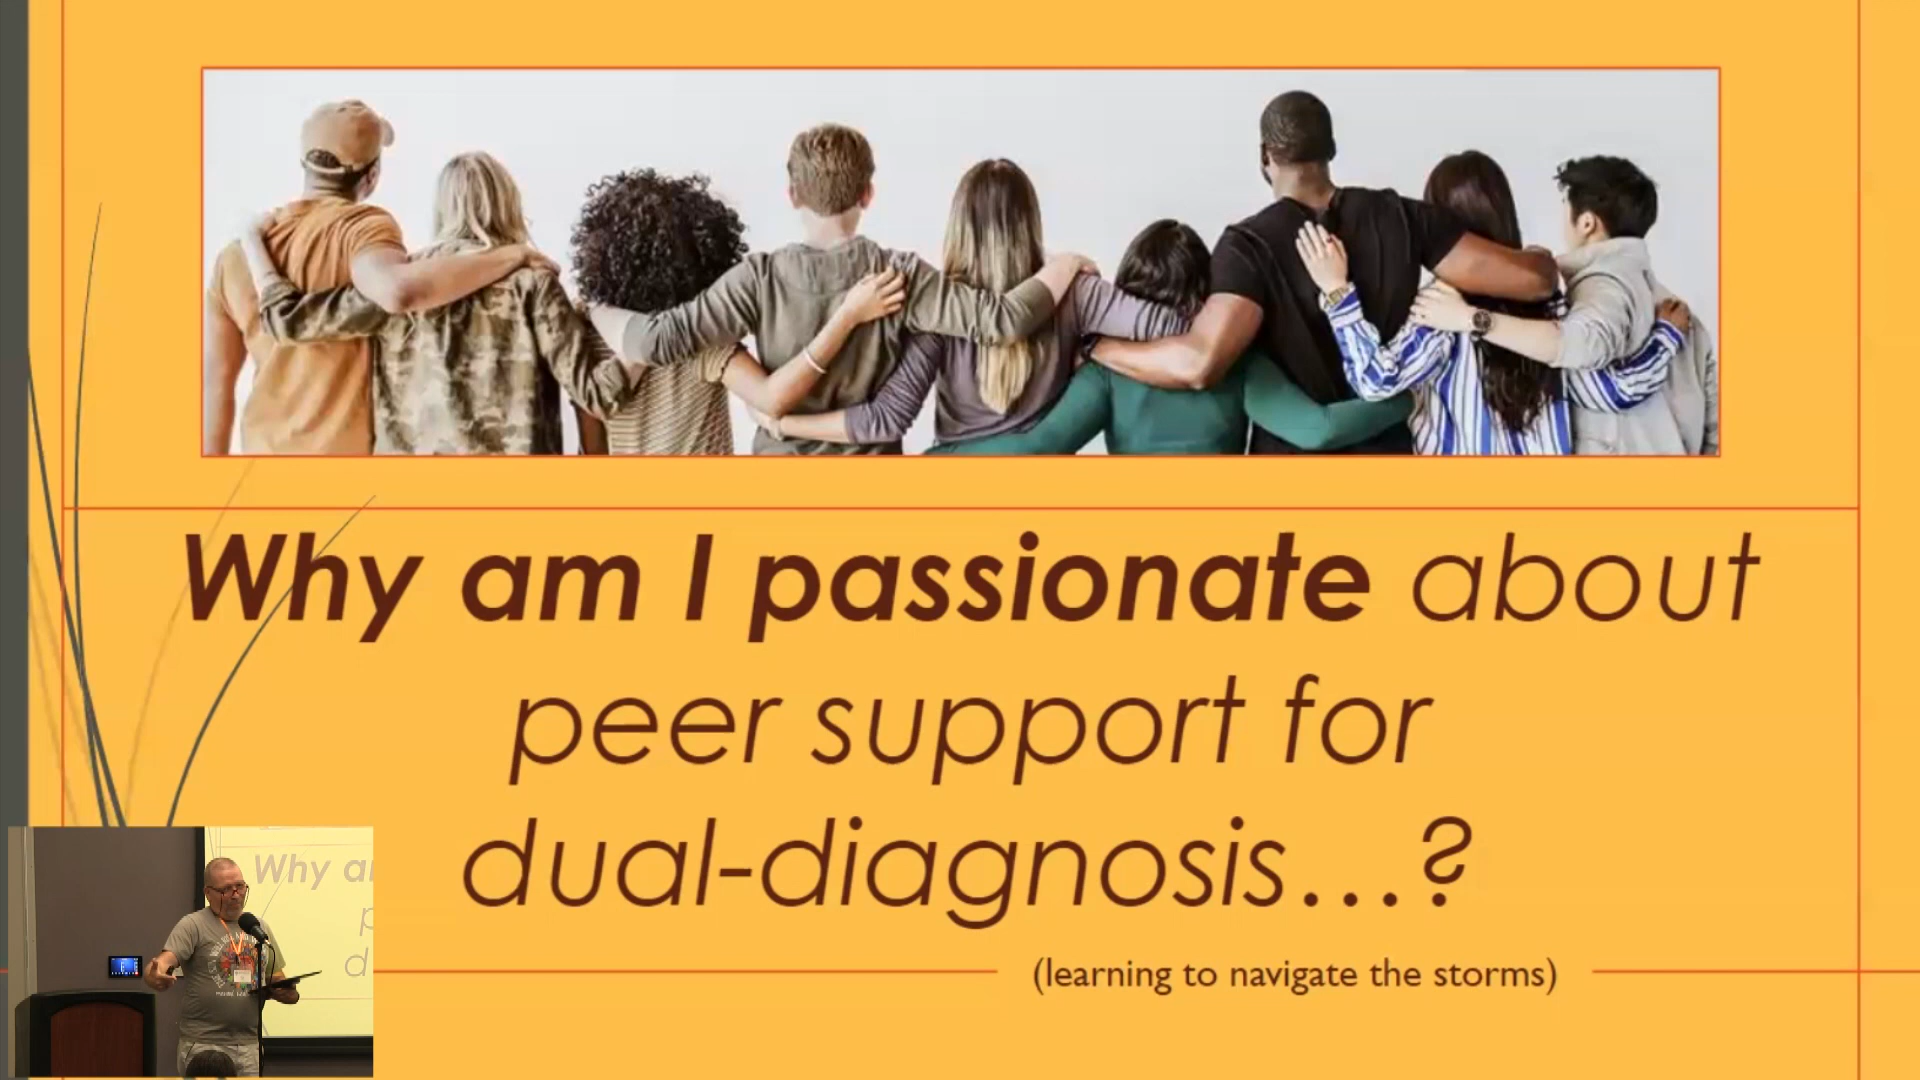 Why am I passionate about
peer support for
dual-diagnosis...?
(learning to navigate the storms)
Why a
p
d